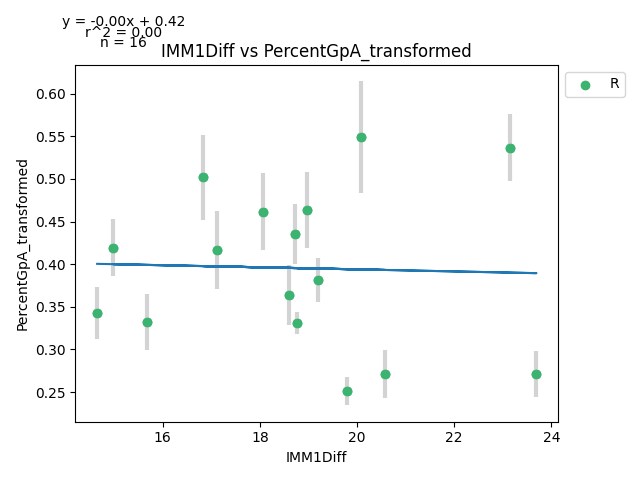 y = -0.00x + 0.42
r^2 = 0.00
n = 16
IMM1Diff vs PercentGpA_transformed
R
PercentGpA_transformed
0.60
0.55
0.50
0.45
0.40
0.35
0.30
0.25
16 18 20 22 24
IMM1Diff